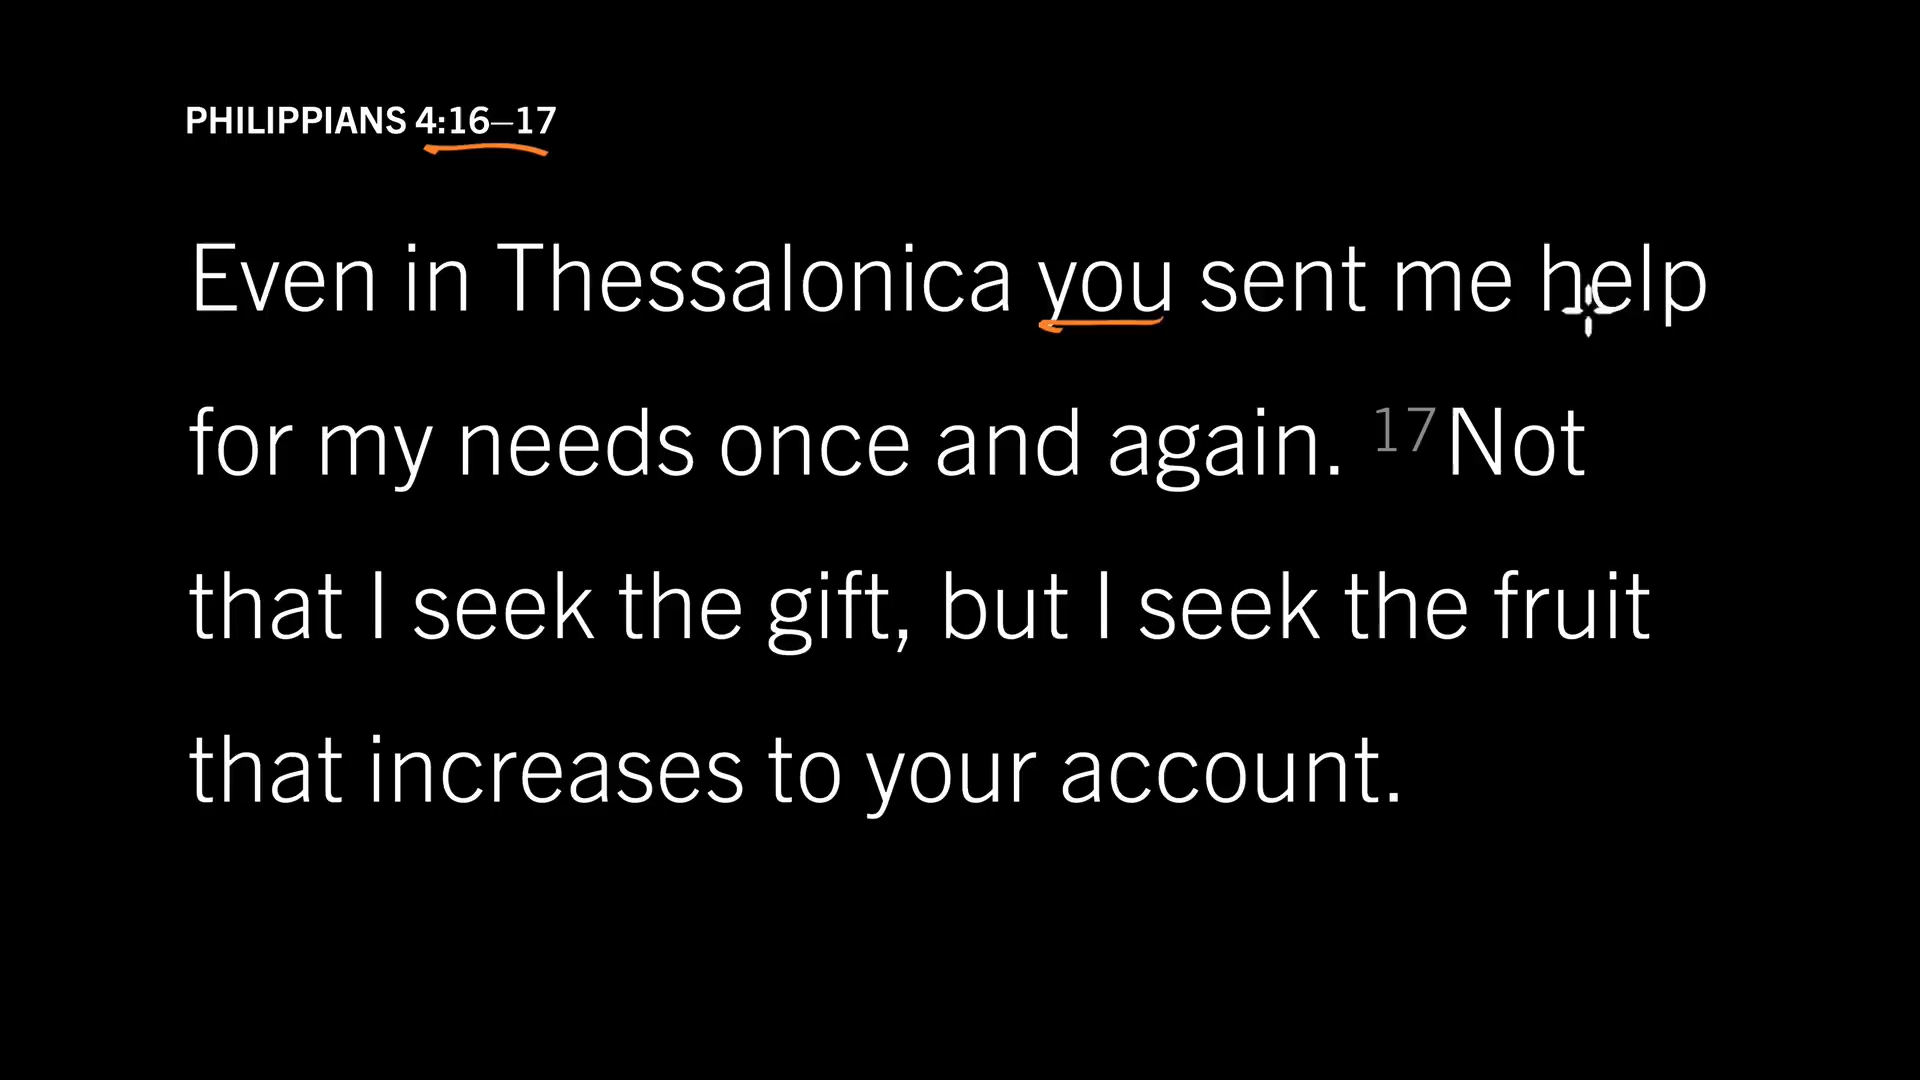 PHILIPPIANS 4:16–17
Even in Thessalonica you sent me help
for my needs once and again. 17 Not
that I seek the gift, but I seek the fruit
that increases to your account.